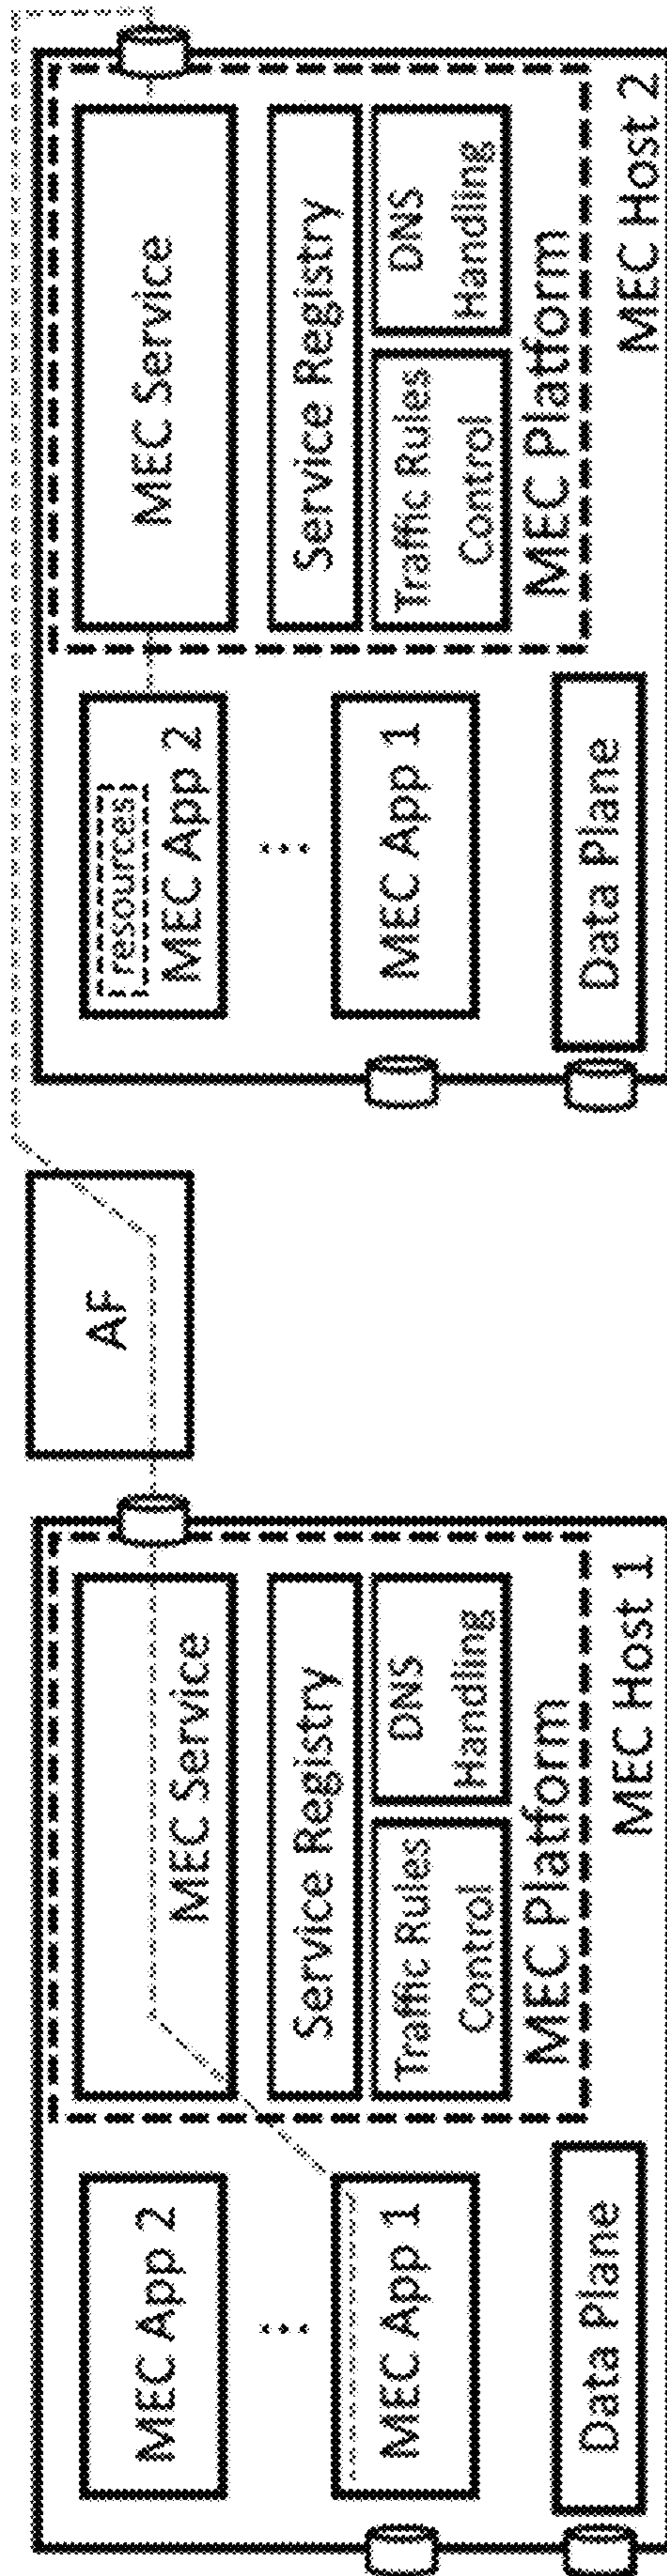 MEC App 2
MEC App 1
Data Plane
MEC Service
Service Registry
Traffic Rules
Control
DNS
Handling
MEC Platform
MEC Host 1
AF
resources
MEC App 2
MEC App 1
Data Plane
MEC Service
Service Registry
Traffic Rules
Control
DNS
Handling
MEC Platform
MEC Host 2